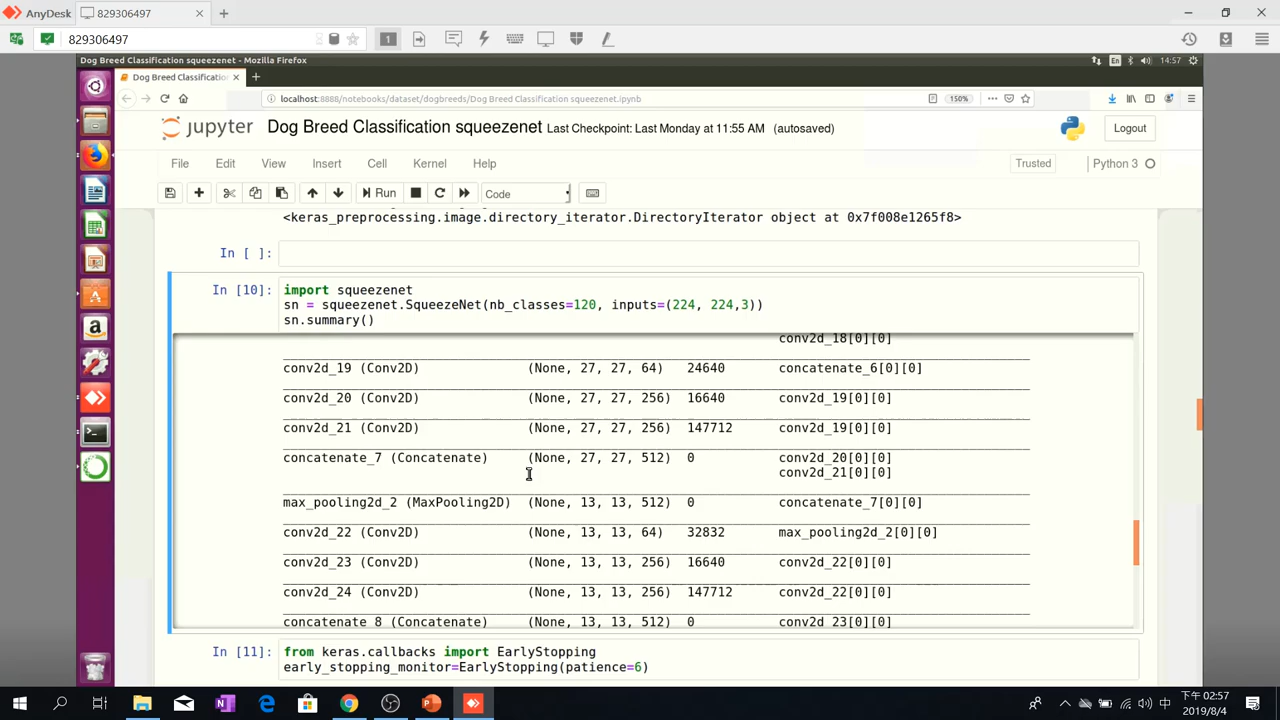 AnyDesk
829306497
829306497
1
Dog Breed Classification squeezenet - Mozilla Firefox
En
14:57
Dog Breed Classification
localhost:8888/notebooks/dataset/dogbreeds/Dog Breed Classification squeezenet.ipynb
150%
jupyter
Dog Breed Classification squeezenet Last Checkpoint: Last Monday at 11:55 AM (autosaved)
Logout
File Edit View Insert Cell Kernel Help
Trusted
Python 3
Run
Code
<keras_preprocessing.image.directory_iterator.DirectoryIterator object at 0x7f008e1265f8>
In [ ]:
In [10]:
import squeezenet
sn = squeezenet.SqueezeNet(nb_classes=120, inputs=(224, 224,3))
sn.summary()
conv2d_18[0][0]
conv2d_19 (Conv2D) (None, 27, 27, 64) 24640 concatenate_6[0][0]
conv2d_20 (Conv2D) (None, 27, 27, 256) 16640 conv2d_19[0][0]
conv2d_21 (Conv2D) (None, 27, 27, 256) 147712 conv2d_19[0][0]
concatenate_7 (Concatenate) (None, 27, 27, 512) 0 conv2d_20[0][0]
conv2d_21[0][0]
max_pooling2d_2 (MaxPooling2D) (None, 13, 13, 512) 0 concatenate_7[0][0]
conv2d_22 (Conv2D) (None, 13, 13, 64) 32832 max_pooling2d_2[0][0]
conv2d_23 (Conv2D) (None, 13, 13, 256) 16640 conv2d_22[0][0]
conv2d_24 (Conv2D) (None, 13, 13, 256) 147712 conv2d_22[0][0]
concatenate_8 (Concatenate) (None, 13, 13, 512) 0 conv2d_23[0][0]
In [11]:
from keras.callbacks import EarlyStopping
early_stopping_monitor=EarlyStopping(patience=6)
下午 02:57
2019/8/4